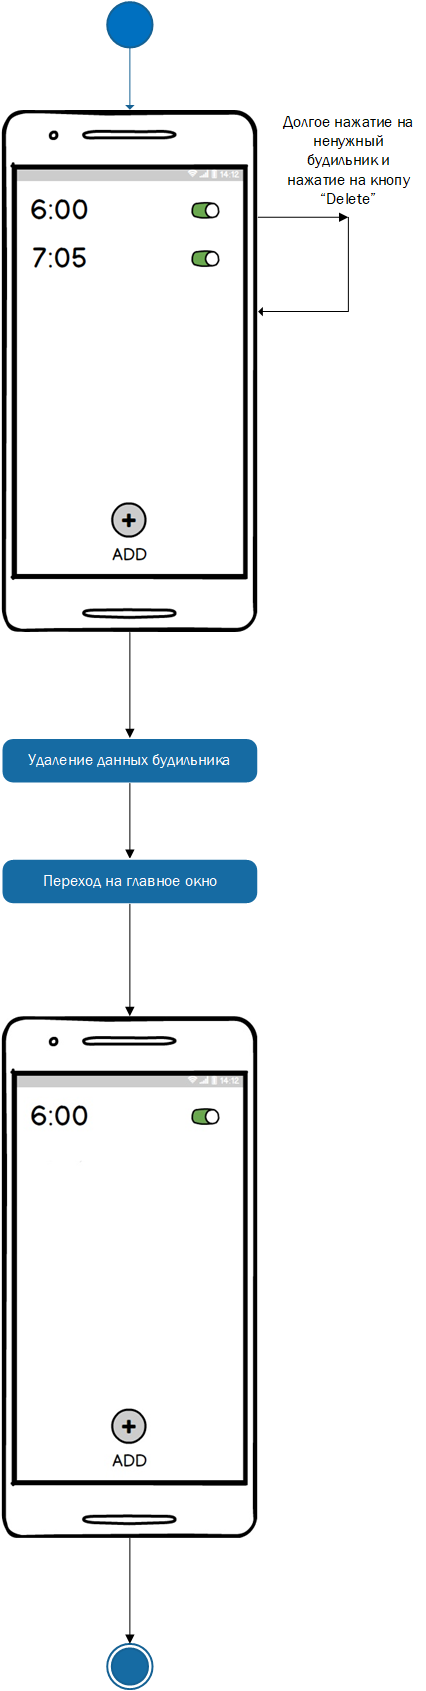 Долгое нажатие на
ненужный
будильник и
нажатие на кнопу
“Delete”
14:12
6:00
7:05
ADD
Удаление данных будильника
Переход на главное окно
14:12
6:00
ADD